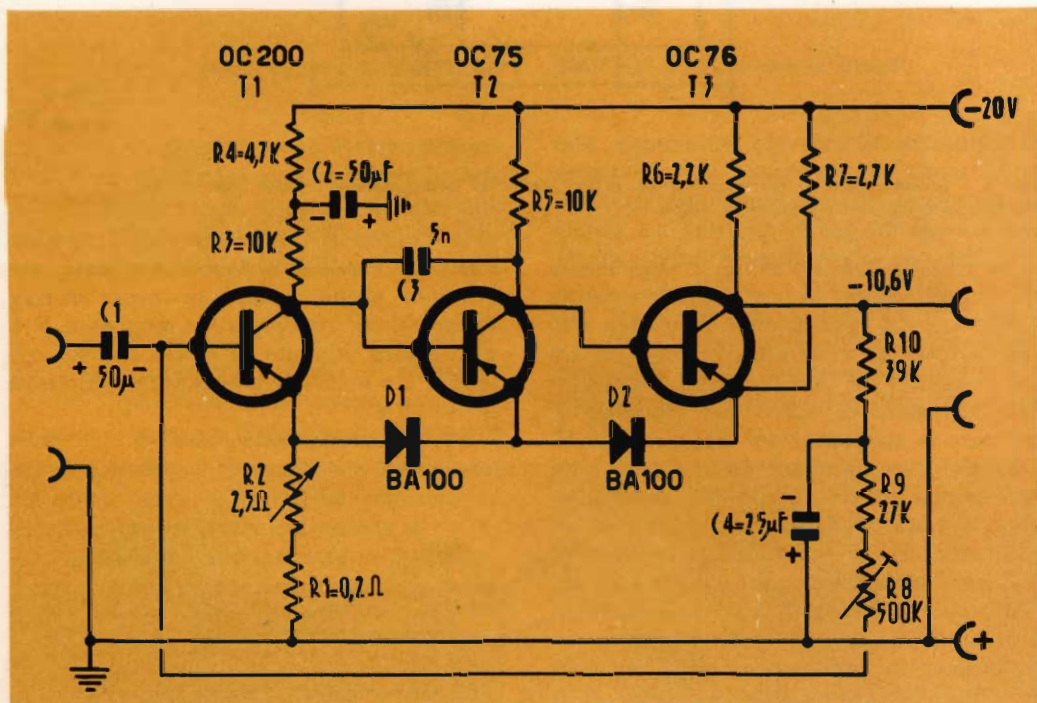 OC200
T1
OC75
T2
OC76
T3
-20V
R4=4,7K
C2=50µF
- +
R3=10K
R5=10K
R6=2,2K
R7=2,7K
5n
C3
-10,6V
C1
+ 50µ -
R10
39K
D1
BA100
D2
BA100
R2
2,5Ω
-
C4=25µF
+
R9
27K
R1=0,2Ω
R8
500K
+